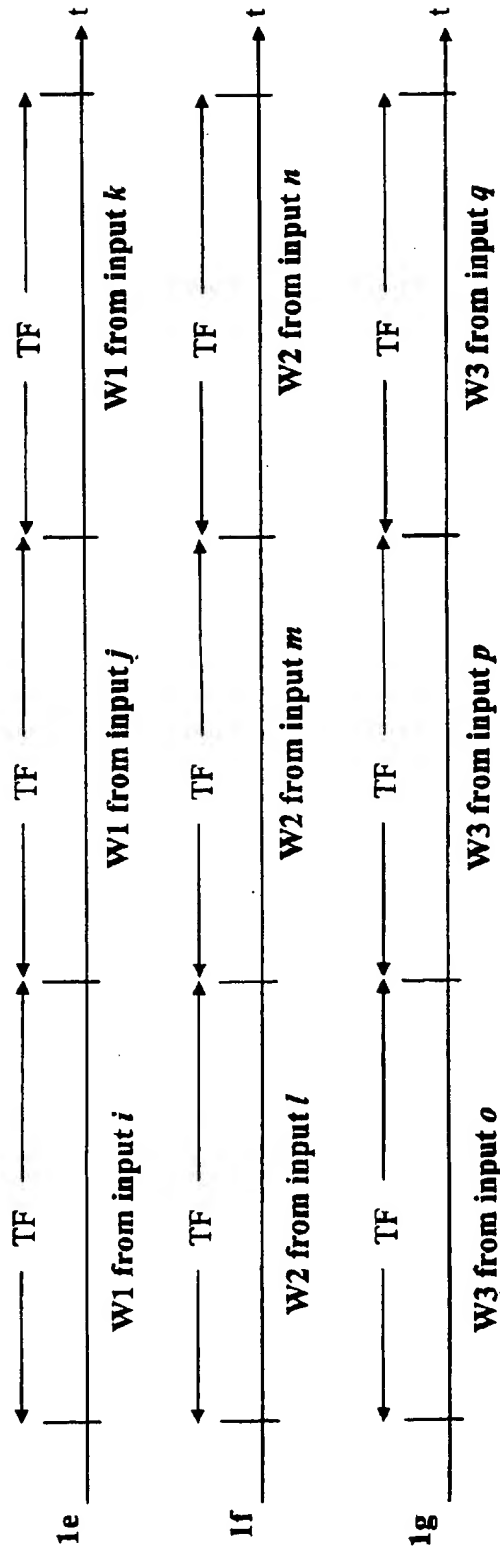 TF TF TF
1e t
W1 from input i W1 from input j W1 from input k
TF TF TF
1f t
W2 from input l W2 from input m W2 from input n
TF TF TF
1g t
W3 from input o W3 from input p W3 from input q